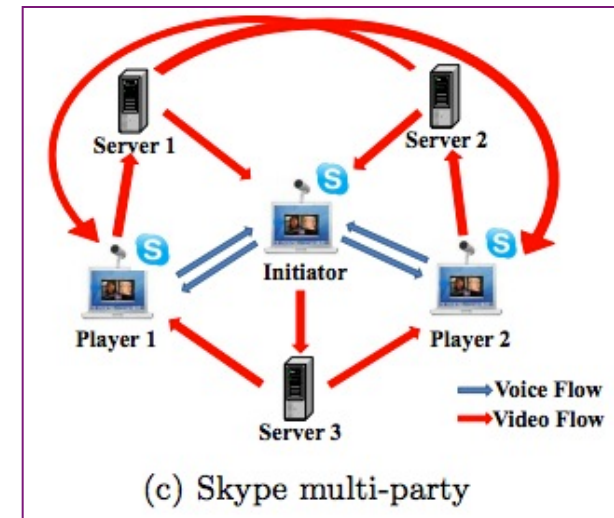 Server 1
Server 2
S
Initiator
S
S
Player 1
Player 2
Voice Flow
Video Flow
Server 3
(c) Skype multi-party